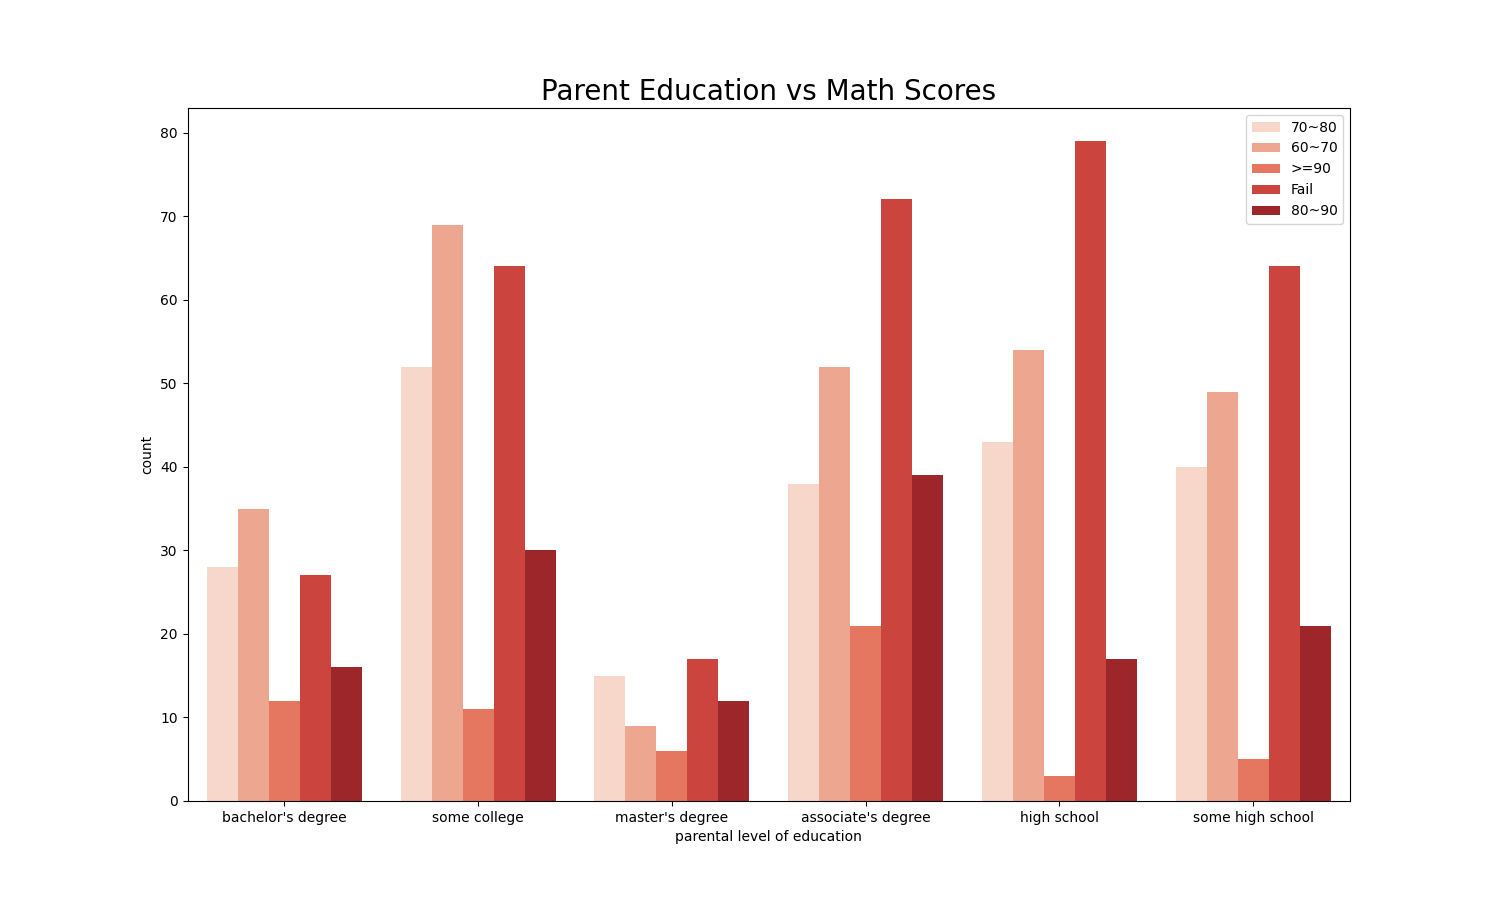 Parent Education vs Math Scores
70~80
60~70
>=90
Fail
80~90
80
70
60
50
40
30
20
10
0
count
bachelor's degree
some college
master's degree
associate's degree
high school
some high school
parental level of education